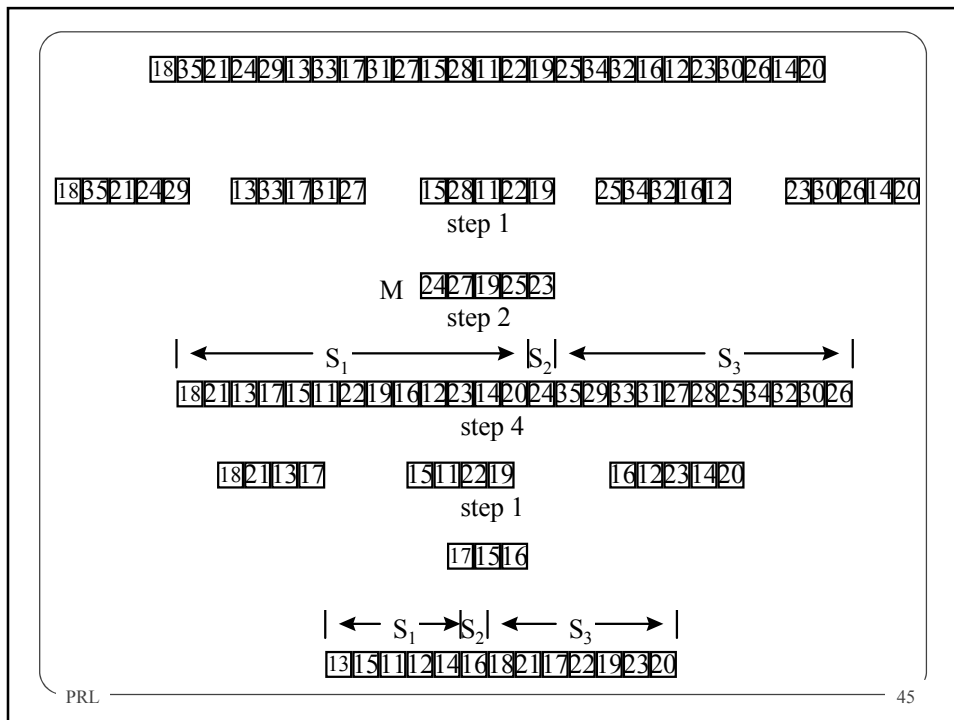 18 35 21 24 29 13 33 17 31 27 15 28 11 22 19 25 34 32 16 12 23 30 26 14 20
18 35 21 24 29 13 33 17 31 27 15 28 11 22 19 25 34 32 16 12 23 30 26 14 20
step 1
M 24 27 19 25 23
step 2
S1 S2 S3
18 21 13 17 15 11 22 19 16 12 23 14 20 24 35 29 33 31 27 28 25 34 32 30 26
step 4
18 21 13 17 15 11 22 19 16 12 23 14 20
step 1
17 15 16
S1 S2 S3
13 15 11 12 14 16 18 21 17 22 19 23 20
PRL 45